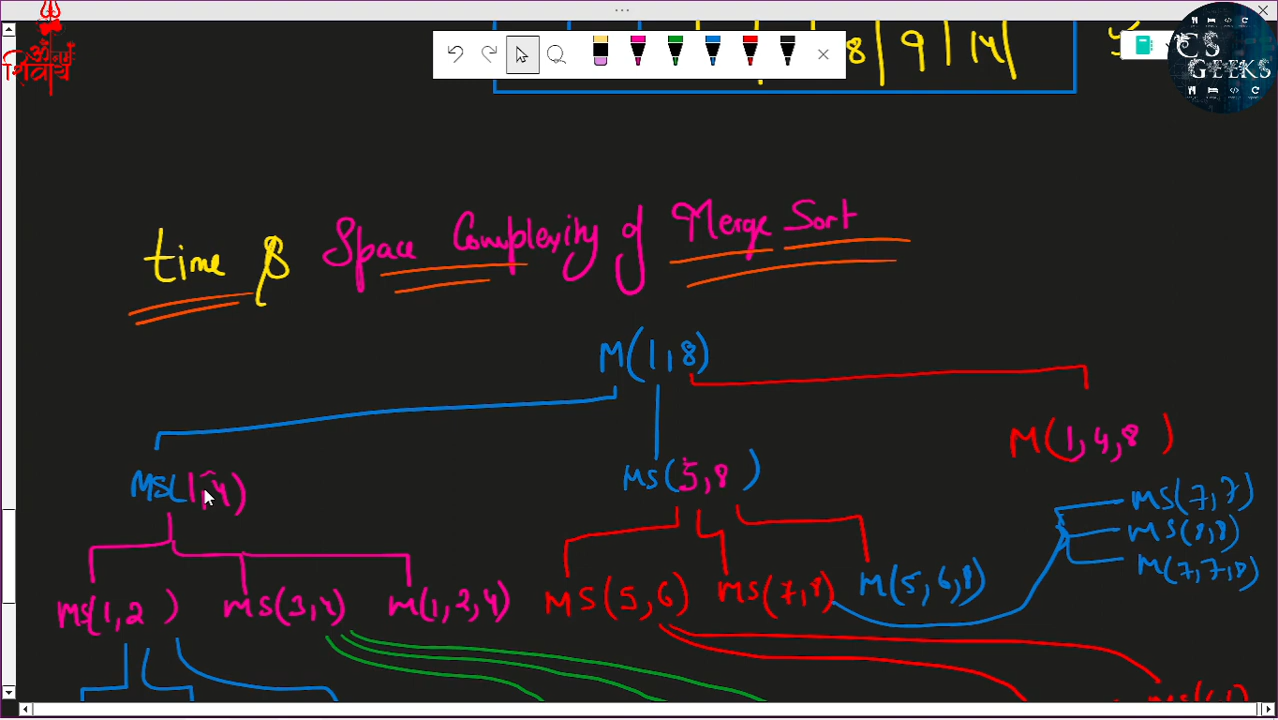 ॐ नमः
शिवाय
8 | 9 | 14 |
CS
GEEKS
time & Space Complexity of Merge Sort
M(1,8)
MS(1,4)
MS(5,8)
M(1,4,8)
MS(7,7)
MS(8,8)
M(7,7,8)
MS(1,2)
MS(3,4)
M(1,2,4)
MS(5,6)
MS(7,8)
M(5,6,8)